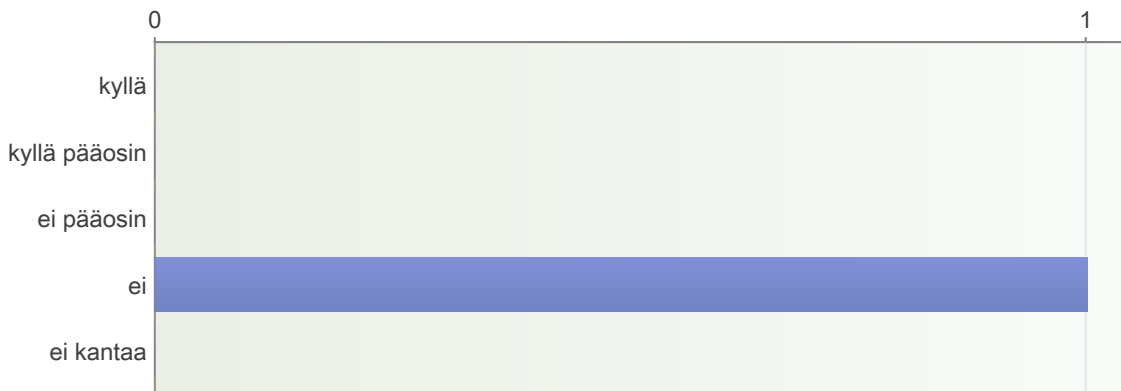 0 1
kyllä
kyllä pääosin
ei pääosin
ei
ei kantaa